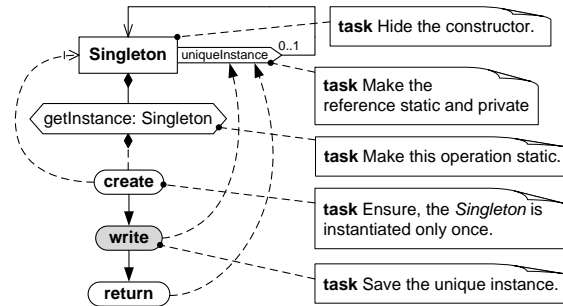 task Hide the constructor.
0..1
Singleton
uniqueInstance
task Make the
reference static and private
getInstance: Singleton
task Make this operation static.
create
task Ensure, the Singleton is
instantiated only once.
write
task Save the unique instance.
return